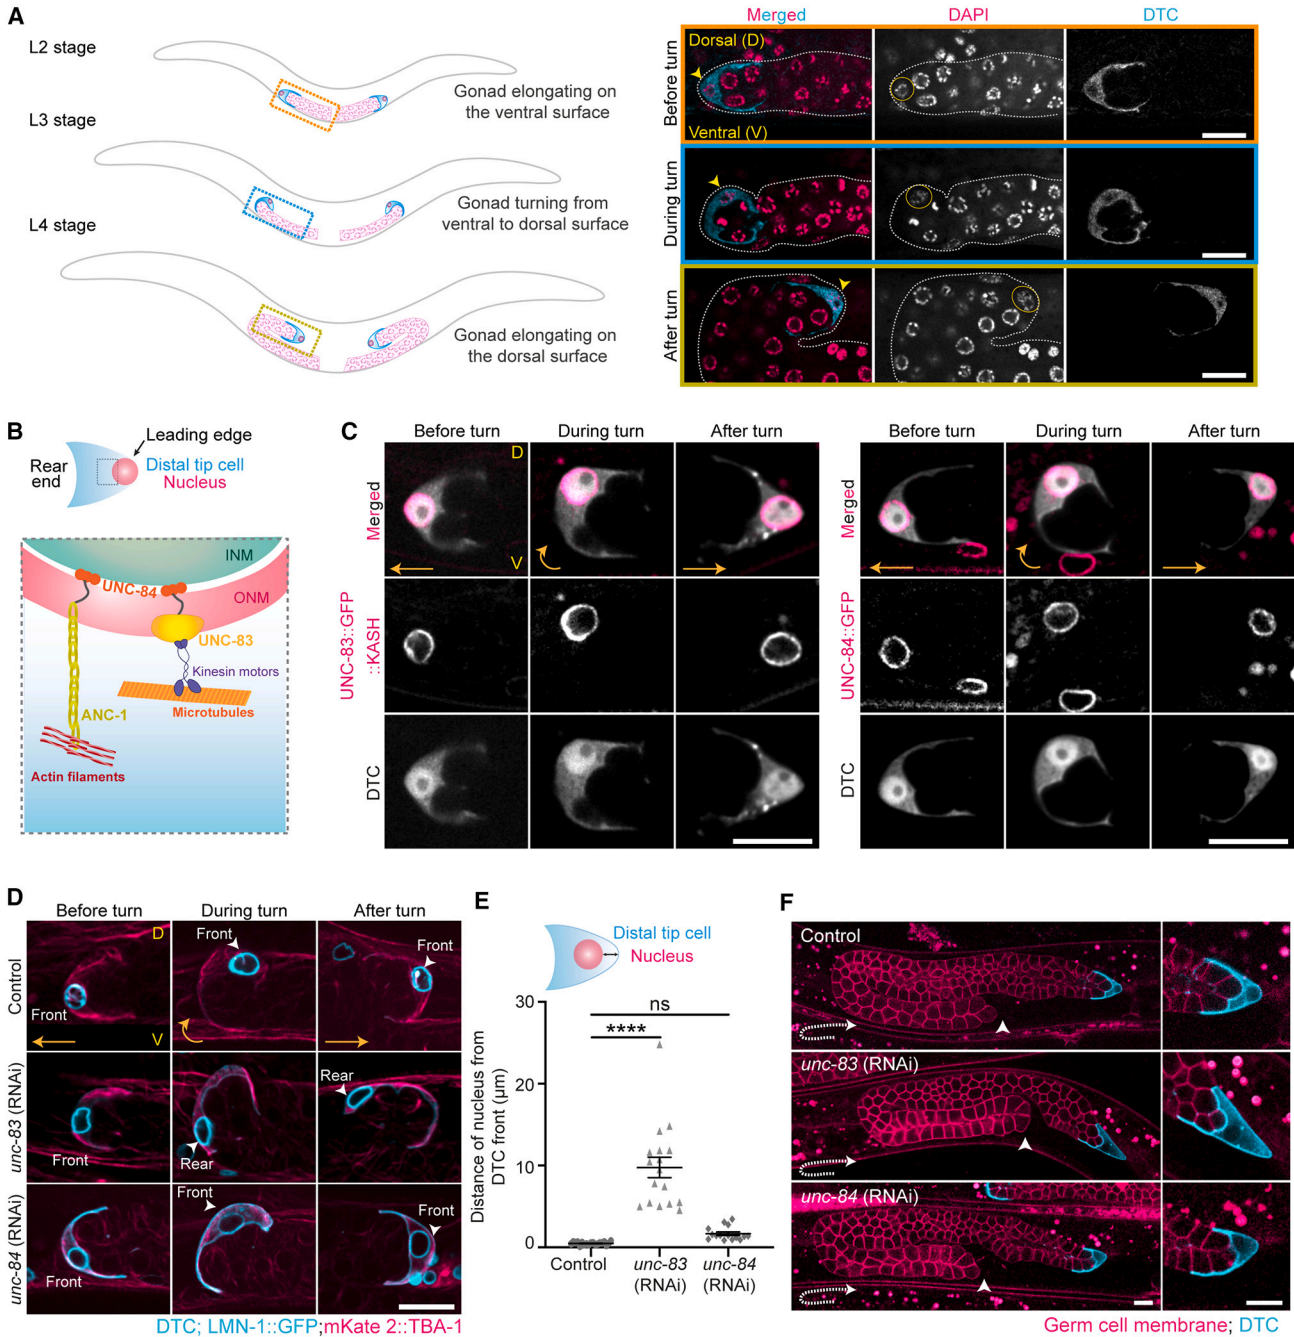 A
L2 stage
Gonad elongating on
the ventral surface
L3 stage
Gonad turning from
ventral to dorsal surface
L4 stage
Gonad elongating on
the dorsal surface
Merged
DAPI
DTC
Before turn
Dorsal (D)
Ventral (V)
During turn
After turn
B
Leading edge
Rear
end
Distal tip cell
Nucleus
INM
UNC-84
ONM
UNC-83
Kinesin motors
ANC-1
Microtubules
Actin filaments
C
Before turn
During turn
After turn
Merged
D
V
UNC-83::GFP
::KASH
DTC
Before turn
During turn
After turn
Merged
UNC-84::GFP
DTC
D
Before turn
During turn
After turn
Control
D
Front
Front
Front
V
unc-83 (RNAi)
Front
Rear
Rear
unc-84 (RNAi)
Front
Front
Front
DTC; LMN-1::GFP;mKate 2::TBA-1
E
Distal tip cell
Nucleus
Distance of nucleus from
DTC front (μm)
30
20
10
0
ns
****
Control
unc-83
(RNAi)
unc-84
(RNAi)
F
Control
unc-83 (RNAi)
unc-84 (RNAi)
Germ cell membrane; DTC